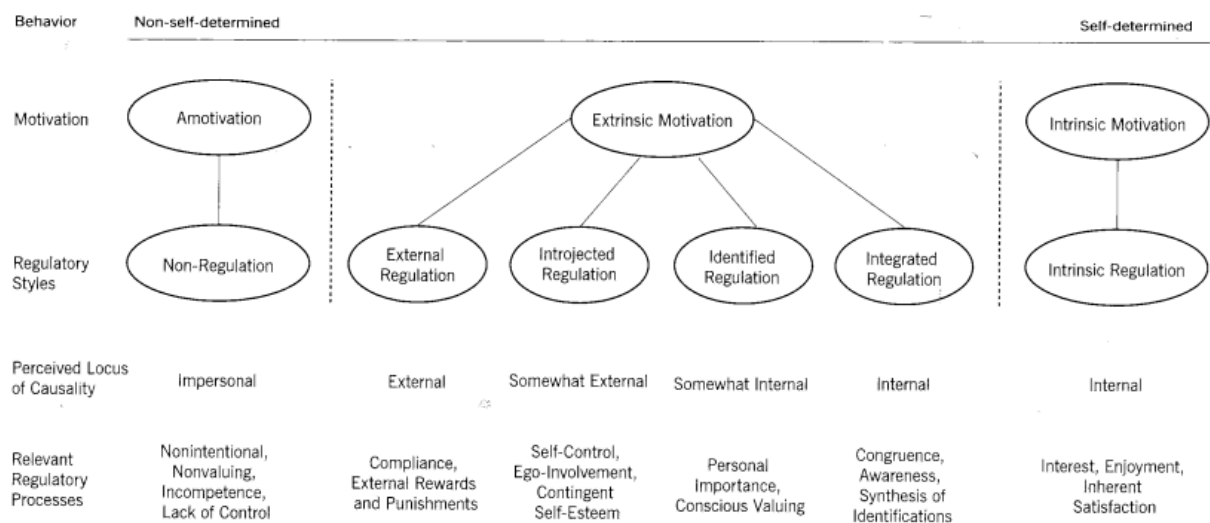 Behavior Non-self-determined Self-determined
Motivation Amotivation Extrinsic Motivation Intrinsic Motivation
Regulatory
Styles
Non-Regulation
External
Regulation
Introjected
Regulation
Identified
Regulation
Integrated
Regulation
Intrinsic Regulation
Perceived Locus
of Causality
Impersonal
External
Somewhat External
Somewhat Internal
Internal
Internal
Relevant
Regulatory
Processes
Nonintentional,
Nonvaluing,
Incompetence,
Lack of Control
Compliance,
External Rewards
and Punishments
Self-Control,
Ego-Involvement,
Contingent
Self-Esteem
Personal
Importance,
Conscious Valuing
Congruence,
Awareness,
Synthesis of
Identifications
Interest, Enjoyment,
Inherent
Satisfaction